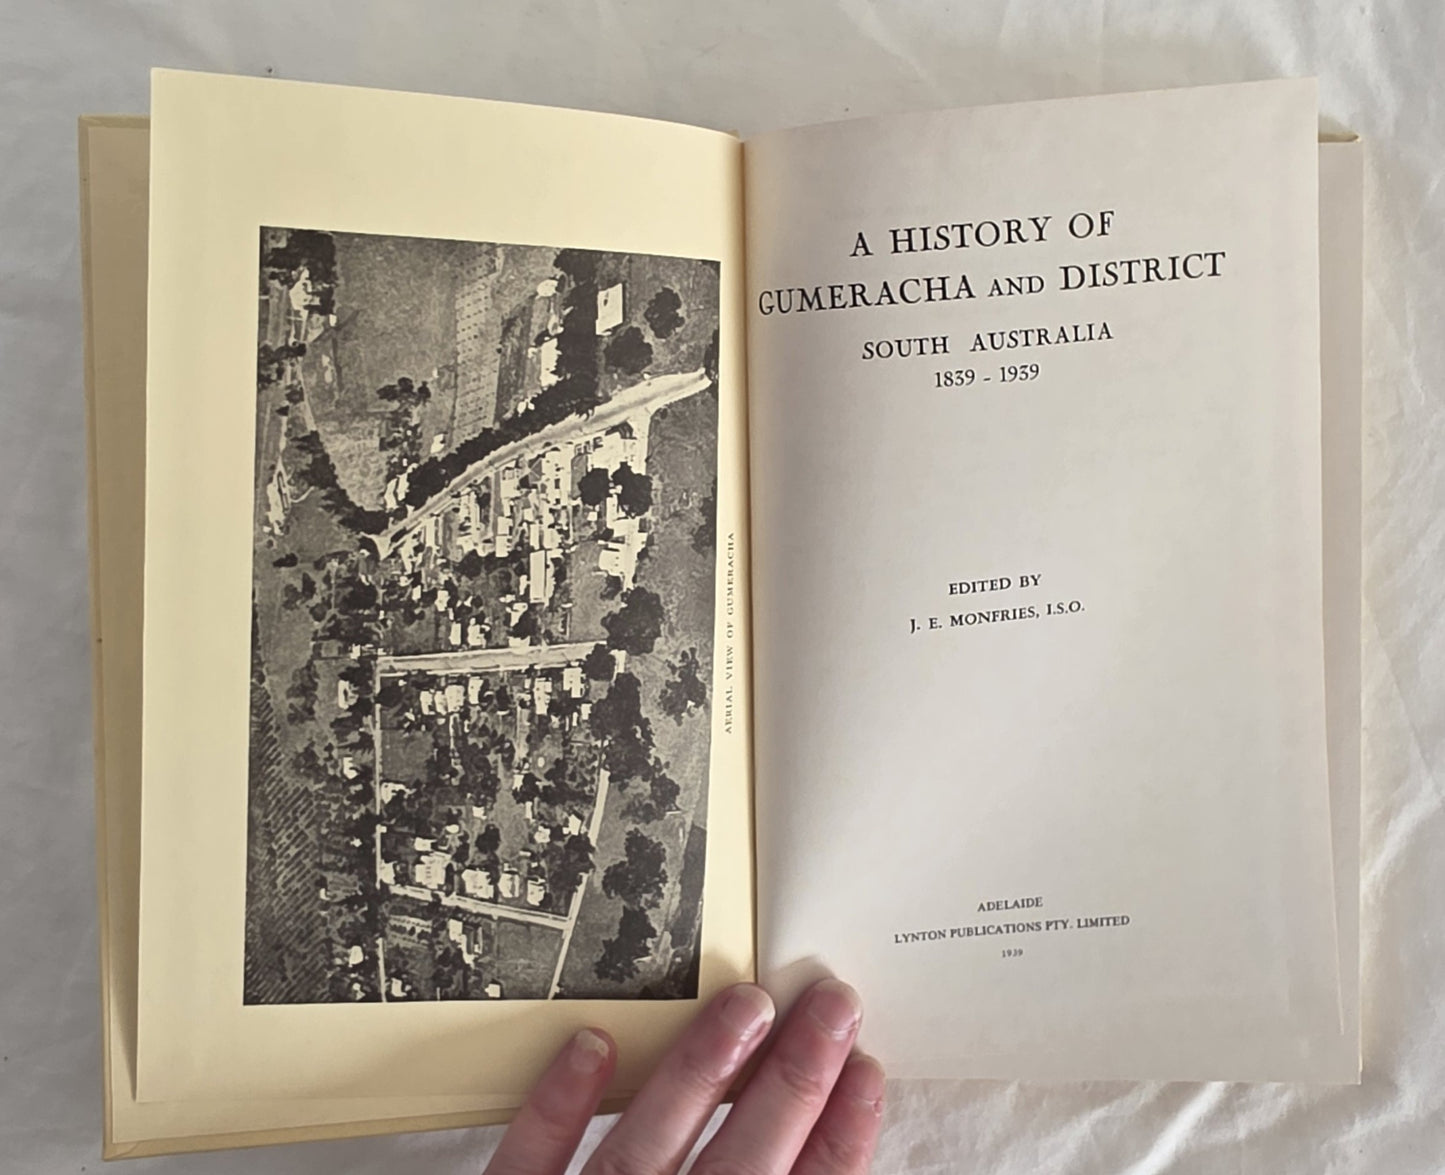 AERIAL VIEW OF GUMERACHA
A HISTORY OF
GUMERACHA AND DISTRICT
SOUTH AUSTRALIA
1839 - 1939
EDITED BY
J. E. MONFRIES, I.S.O.
ADELAIDE
LYNTON PUBLICATIONS PTY. LIMITED
1939